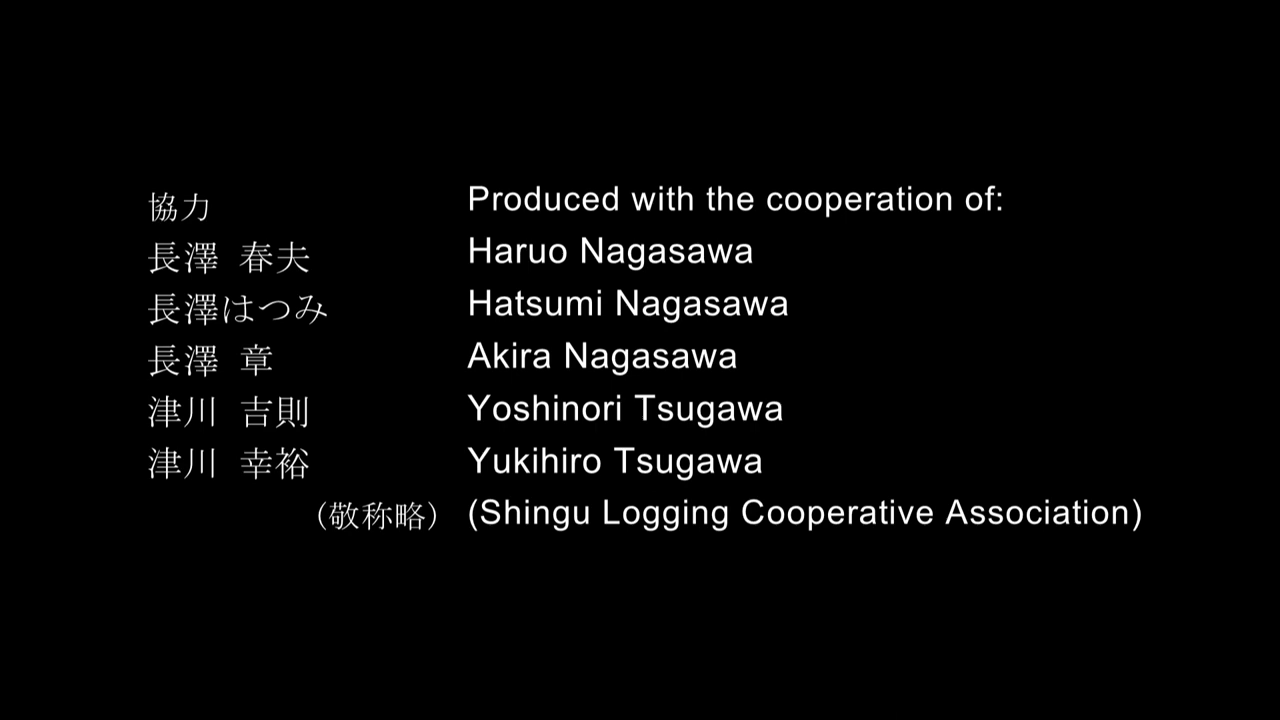 協力 Produced with the cooperation of:
長澤 春夫 Haruo Nagasawa
長澤はつみ Hatsumi Nagasawa
長澤 章 Akira Nagasawa
津川 吉則 Yoshinori Tsugawa
津川 幸裕 Yukihiro Tsugawa
（敬称略） (Shingu Logging Cooperative Association)